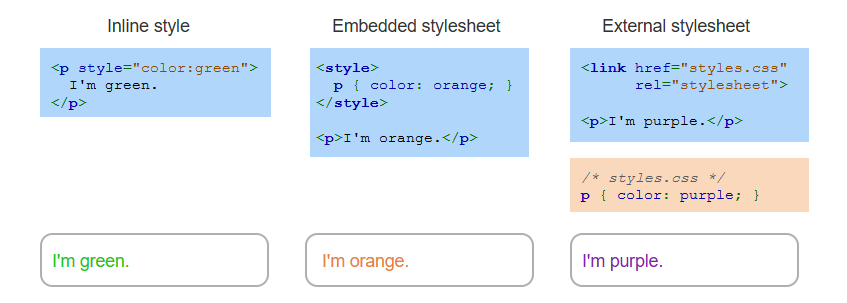 Inline style
<p style="color:green">
  I'm green.
</p>
I'm green.
Embedded stylesheet
<style>
  p { color: orange; }
</style>
<p>I'm orange.</p>
I'm orange.
External stylesheet
<link href="styles.css"
      rel="stylesheet">
<p>I'm purple.</p>
/* styles.css */
p { color: purple; }
I'm purple.